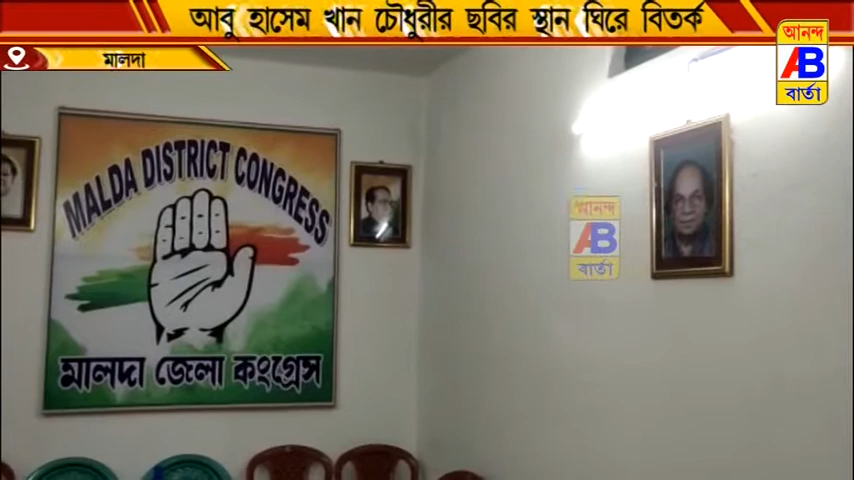 আবু হাসেম খান চৌধুরীর ছবির স্থান ঘিরে বিতর্ক
মালদা
আনন্দ
AB
বার্তা
MALDA DISTRICT CONGRESS
মালদা জেলা কংগ্রেস
আনন্দ
AB
বার্তা